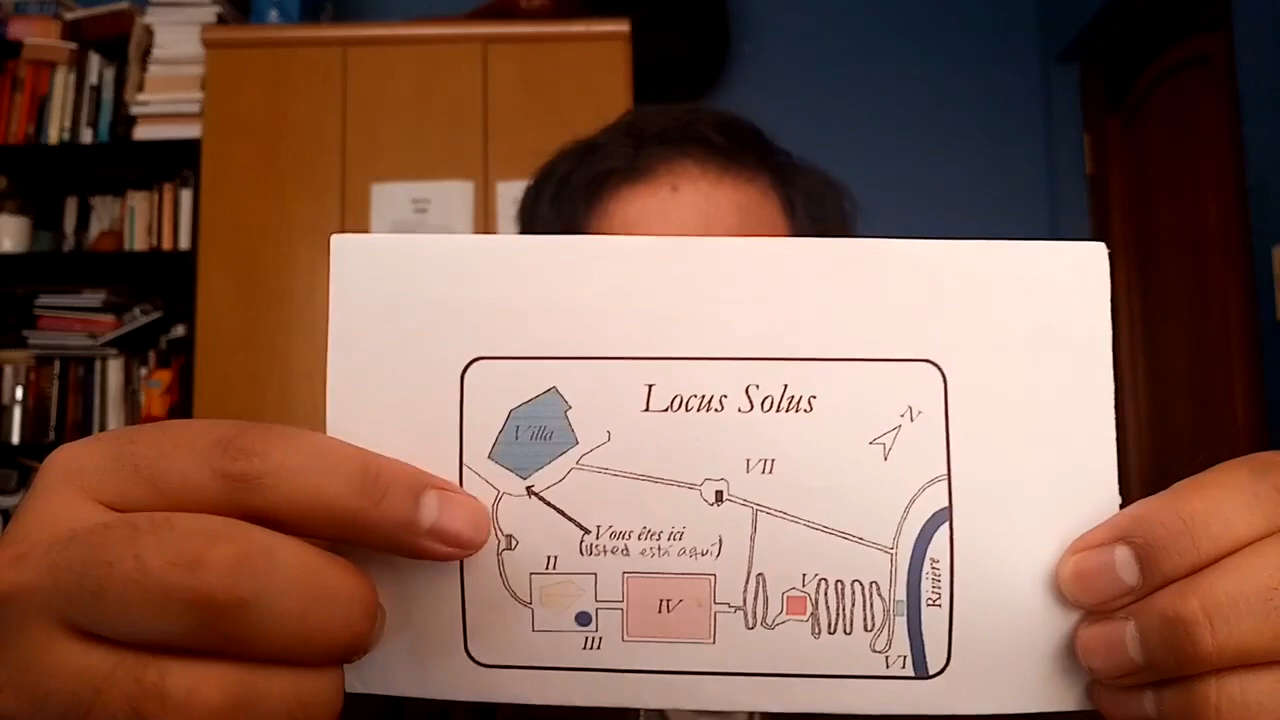 Locus Solus
N
Villa
VII
Vous êtes ici
(usted está aquí)
II
III
IV
V
VI
Rivière